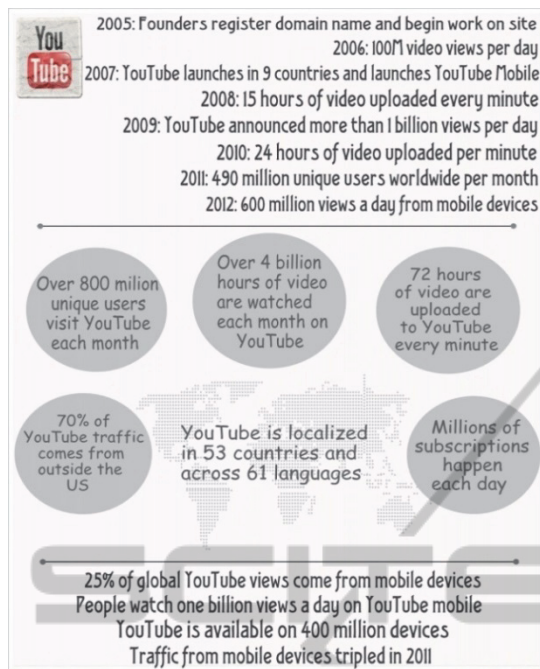 You
Tube
2005: Founders register domain name and begin work on site
2006: 100M video views per day
2007: YouTube launches in 9 countries and launches YouTube Mobile
2008: 15 hours of video uploaded every minute
2009: YouTube announced more than 1 billion views per day
2010: 24 hours of video uploaded per minute
2011: 490 million unique users worldwide per month
2012: 600 million views a day from mobile devices
Over 800 milion
unique users
visit YouTube
each month
Over 4 billion
hours of video
are watched
each month on
YouTube
72 hours
of video are
uploaded
to YouTube
every minute
70% of
YouTube traffic
comes from
outside the
US
YouTube is localized
in 53 countries and
across 61 languages
Millions of
subscriptions
happen
each day
SCITE
25% of global YouTube views come from mobile devices
People watch one billion views a day on YouTube mobile
YouTube is available on 400 million devices
Traffic from mobile devices tripled in 2011